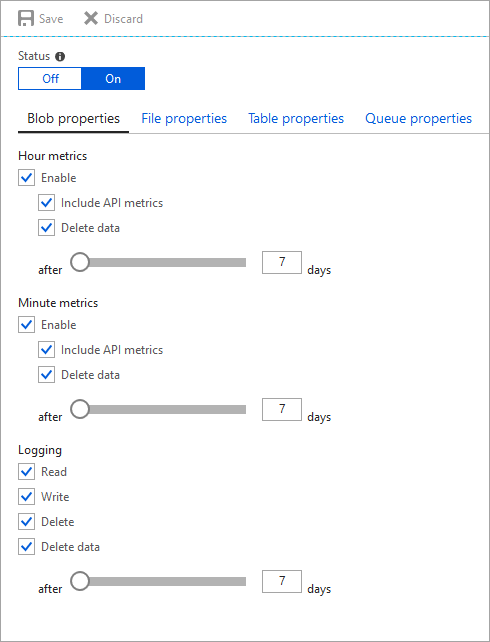 Save Discard
Status
Off On
Blob properties File properties Table properties Queue properties
Hour metrics
Enable
Include API metrics
Delete data
after 7 days
Minute metrics
Enable
Include API metrics
Delete data
after 7 days
Logging
Read
Write
Delete
Delete data
after 7 days